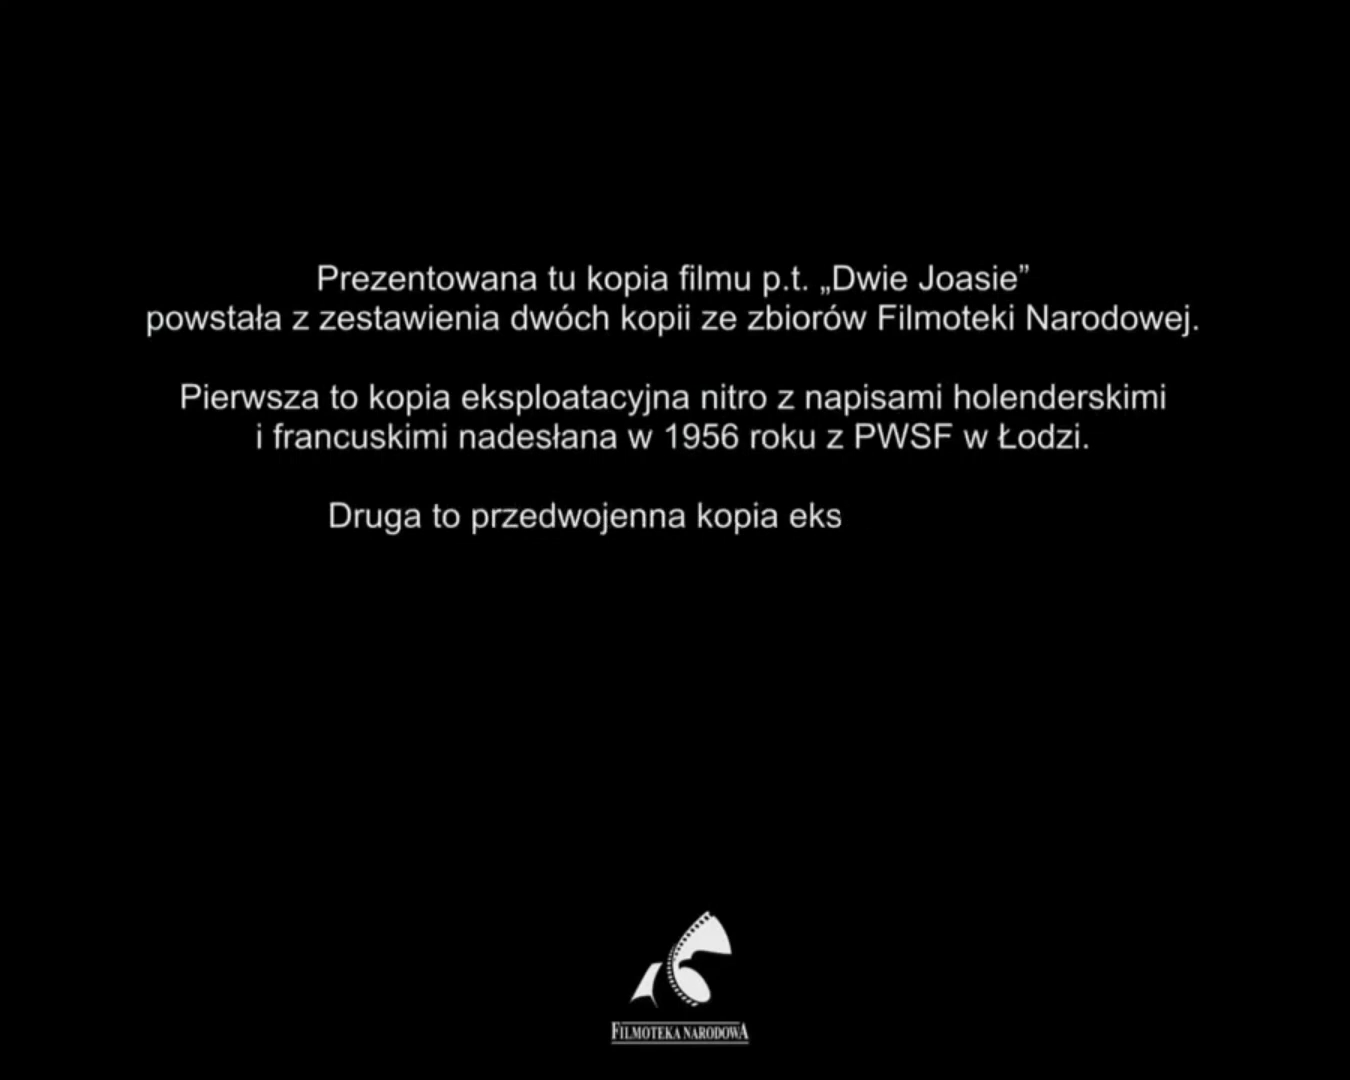 Prezentowana tu kopia filmu p.t. „Dwie Joasie”
powstała z zestawienia dwóch kopii ze zbiorów Filmoteki Narodowej.
Pierwsza to kopia eksploatacyjna nitro z napisami holenderskimi
i francuskimi nadesłana w 1956 roku z PWSF w Łodzi.
Druga to przedwojenna kopia eks
FILMOTEKA NARODOWA